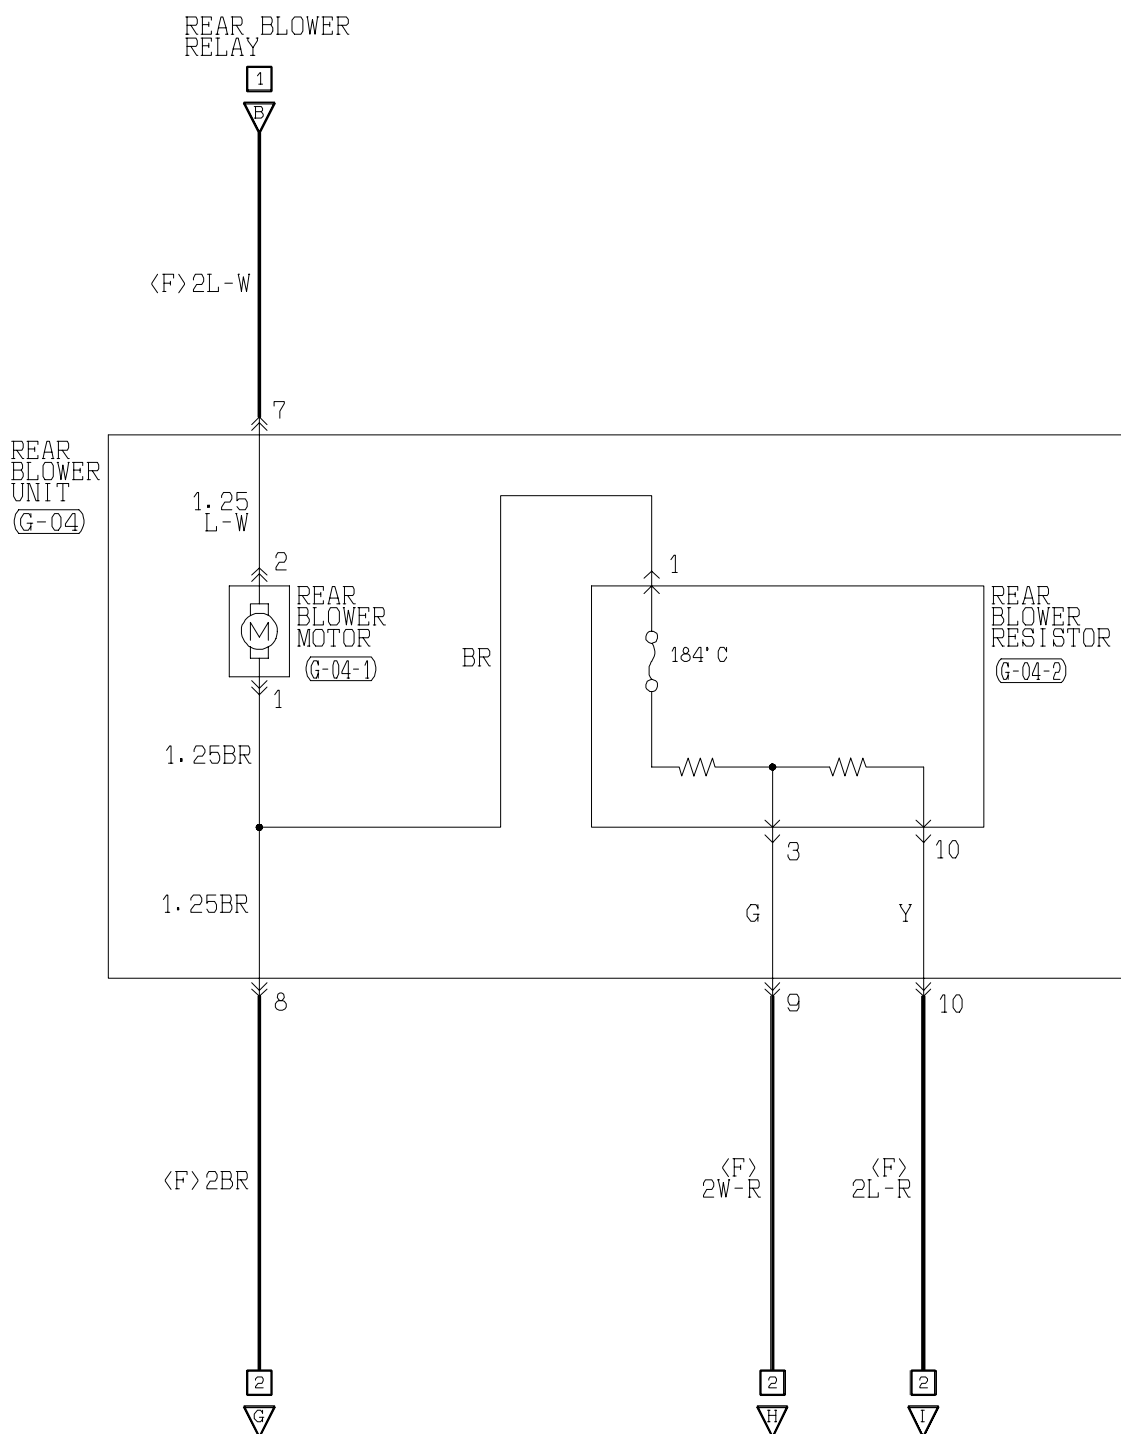 REAR BLOWER
RELAY
1
B
<F>2L-W
7
REAR
BLOWER
UNIT
G-04
1.25
L-W
2
1
REAR
BLOWER
MOTOR
G-04-1
REAR
BLOWER
RESISTOR
G-04-2
M
BR
184°C
1
1.25BR
3
10
1.25BR
G
Y
8
9
10
<F>2BR
<F>
2W-R
<F>
2L-R
2
2
2
G
H
I